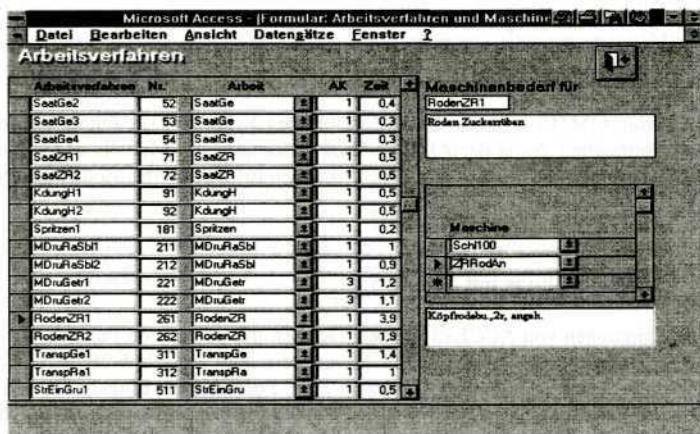 Microsoft Access - [Formular: Arbeitsverfahren und Maschine
Datei Bearbeiten Ansicht Datensätze Fenster ?
Arbeitsverfahren
Arbeitsverfahren Nr. Arbeit AK Zeit
SaatGe2 52 SaatGe 1 0,4
SaatGe3 53 SaatGe 1 0,3
SaatGe4 54 SaatGe 1 0,3
SaatZR1 71 SaatZR 1 0,5
SaatZR2 72 SaatZR 1 0,5
KdungH1 91 KdungH 1 0,5
KdungH2 92 KdungH 1 0,5
Spritzen1 181 Spritzen 1 0,2
MDruRaSbl1 211 MDruRaSbl 1 1
MDruRaSbl2 212 MDruRaSbl 1 0,9
MDruGetr1 221 MDruGetr 3 1,2
MDruGetr2 222 MDruGetr 3 1,1
RodenZR1 261 RodenZR 1 3,9
RodenZR2 262 RodenZR 1 1,9
TranspGe1 311 TranspGe 1 1,4
TranspRa1 312 TranspRa 1 1
StrEinGru1 511 StrEinGru 1 0,5
Maschinenbedarf für
RodenZR1
Roden Zuckerrüben
Maschine
Schl100
ZRRodAn
Köpfrodebu.,2r, angeh.